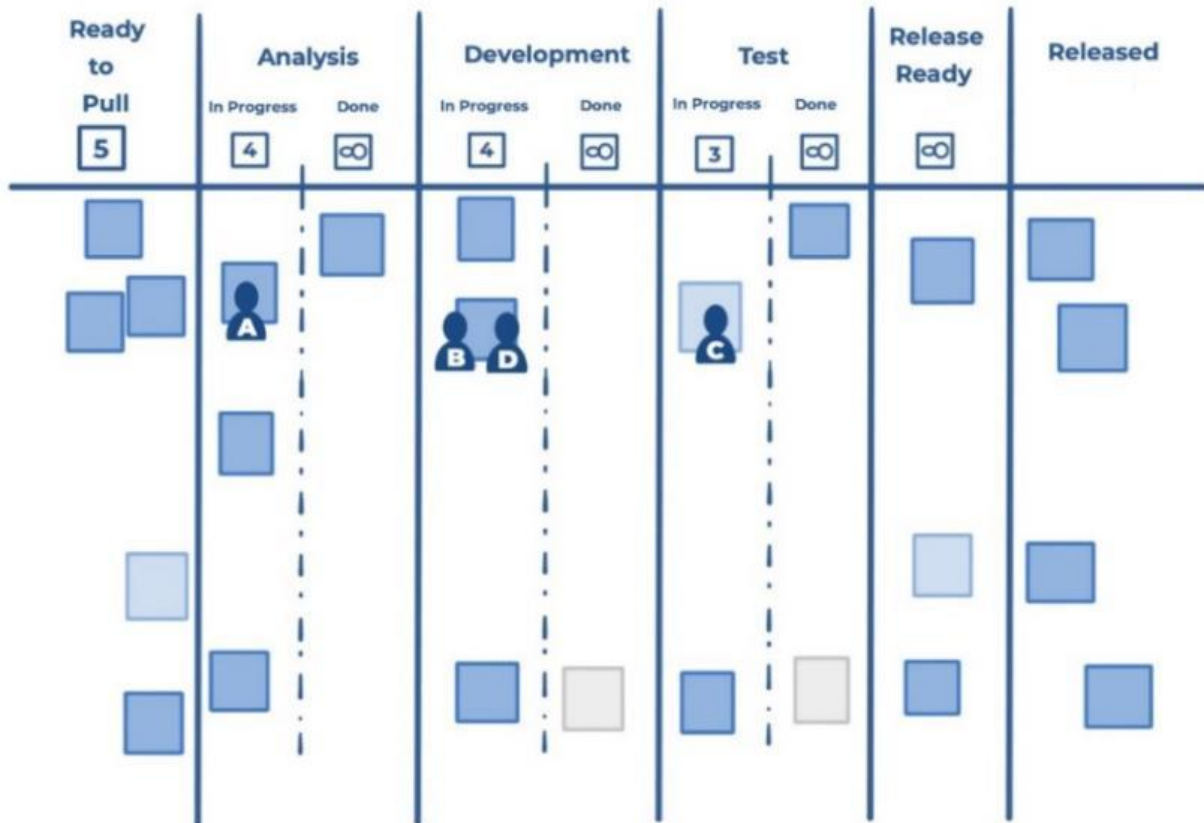 Ready
to
Pull
5
Analysis
In Progress
Done
4
∞
Development
In Progress
Done
4
∞
Test
In Progress
Done
3
∞
Release
Ready
∞
Released
A
B
D
C